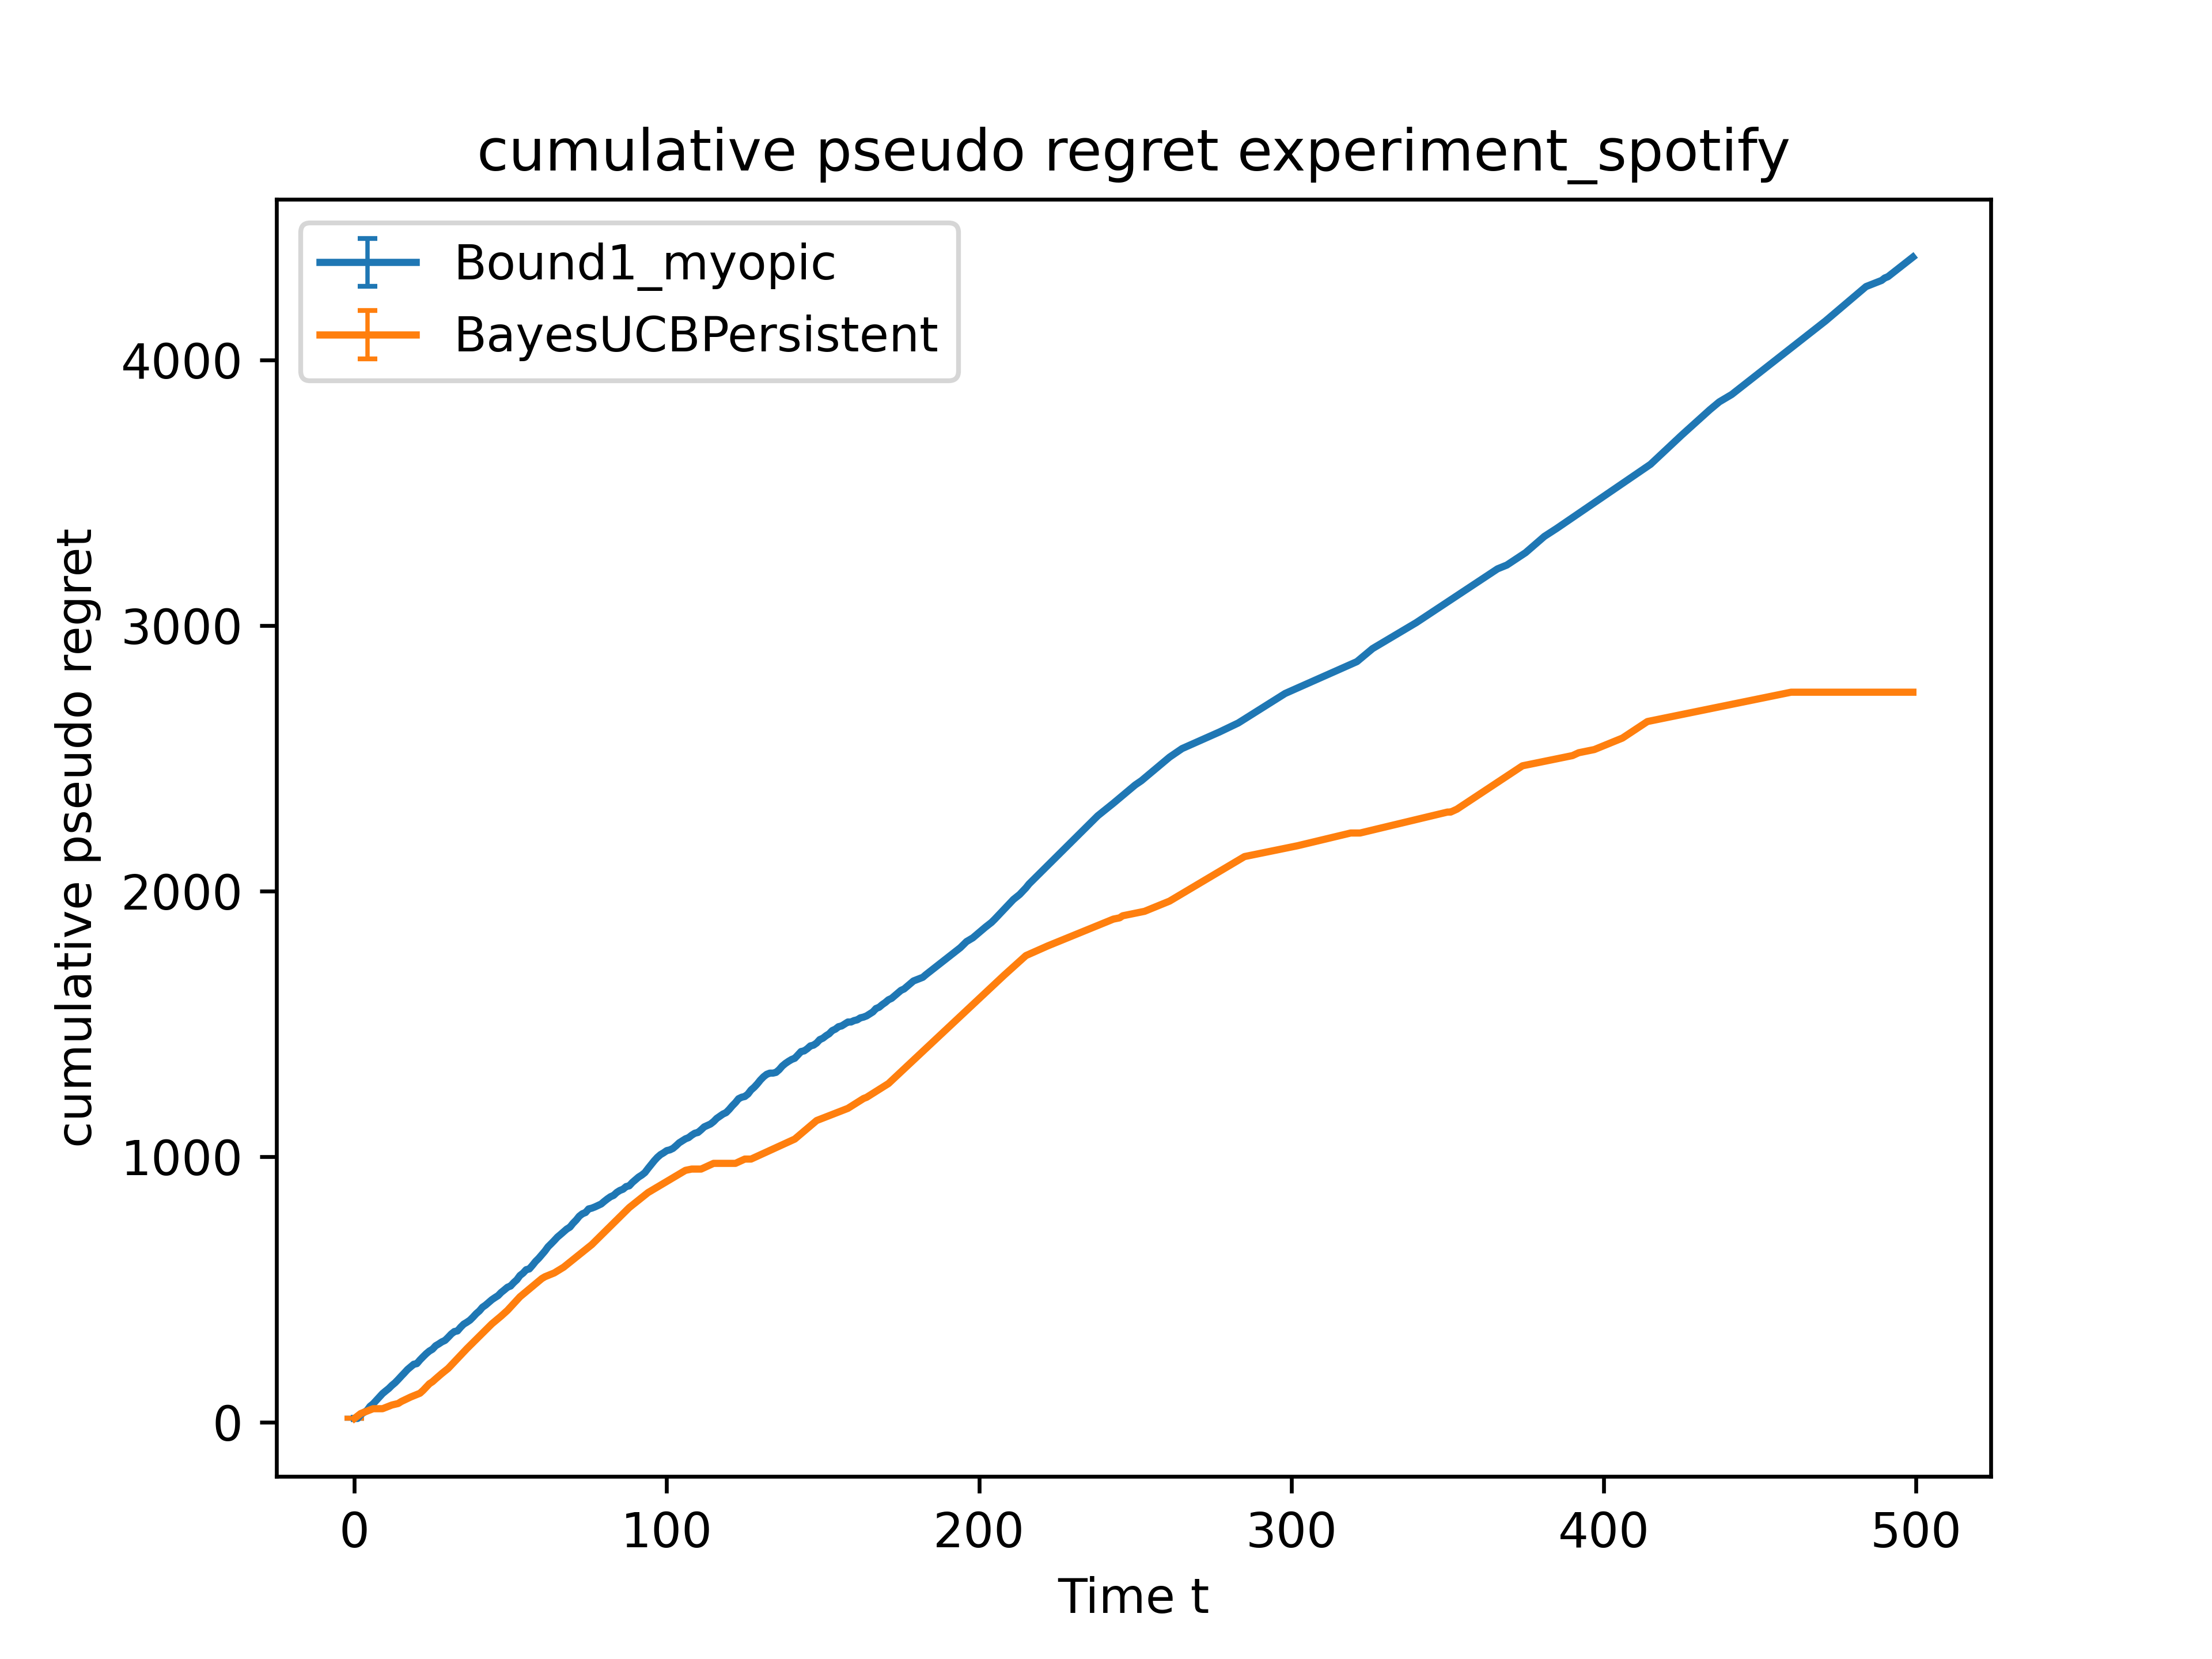 cumulative pseudo regret experiment_spotify
Bound1_myopic
BayesUCBPersistent
cumulative pseudo regret
4000
3000
2000
1000
0
0 100 200 300 400 500
Time t